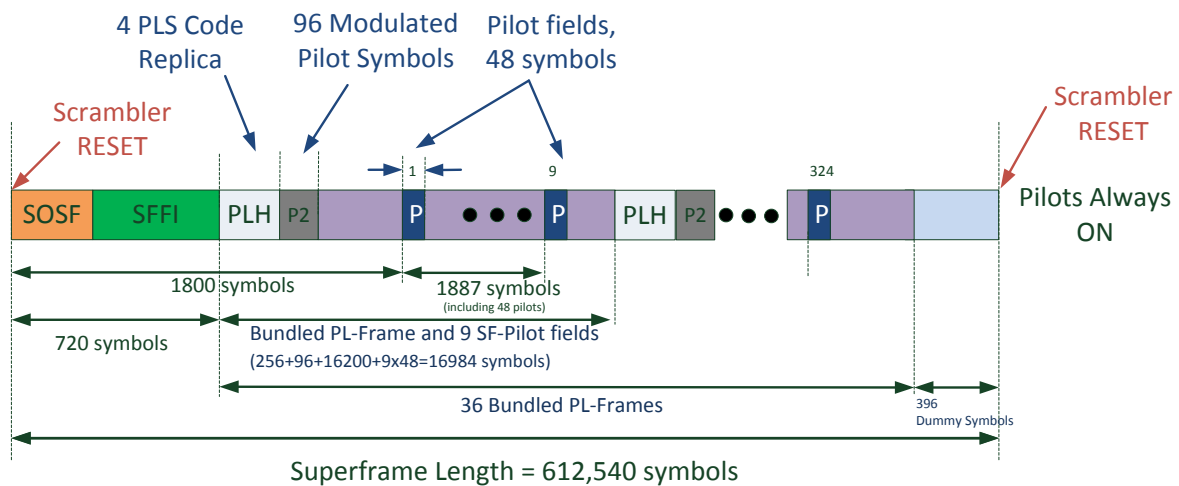 4 PLS Code
Replica
96 Modulated
Pilot Symbols
Pilot fields,
48 symbols
Scrambler
RESET
Scrambler
RESET
1
9
324
SOSF
SFFI
PLH
P2
P
P
PLH
P2
P
Pilots Always
ON
1800 symbols
1887 symbols
(including 48 pilots)
720 symbols
Bundled PL-Frame and 9 SF-Pilot fields
(256+96+16200+9x48=16984 symbols)
36 Bundled PL-Frames
396
Dummy Symbols
Superframe Length = 612,540 symbols